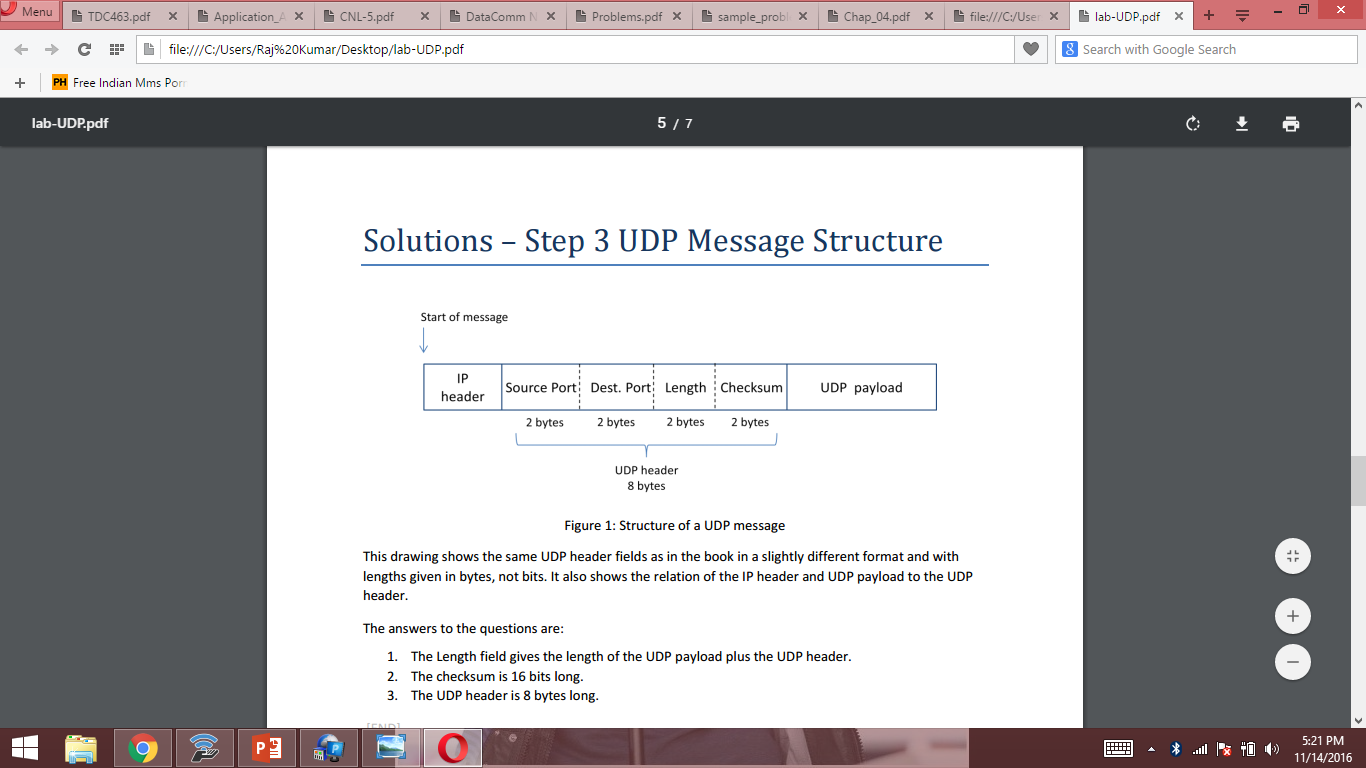 Menu
TDC463.pdf
Application_A
CNL-5.pdf
DataComm N
Problems.pdf
sample_probl
Chap_04.pdf
file:///C:/User
lab-UDP.pdf
file:///C:/Users/Raj%20Kumar/Desktop/lab-UDP.pdf
8 Search with Google Search
PH Free Indian Mms Porn
lab-UDP.pdf
5 / 7
Solutions – Step 3 UDP Message Structure
Start of message
IP header
Source Port
Dest. Port
Length
Checksum
UDP payload
2 bytes
2 bytes
2 bytes
2 bytes
UDP header
8 bytes
Figure 1: Structure of a UDP message
This drawing shows the same UDP header fields as in the book in a slightly different format and with
lengths given in bytes, not bits. It also shows the relation of the IP header and UDP payload to the UDP
header.
The answers to the questions are:
1. The Length field gives the length of the UDP payload plus the UDP header.
2. The checksum is 16 bits long.
3. The UDP header is 8 bytes long.
[END]
5:21 PM
11/14/2016